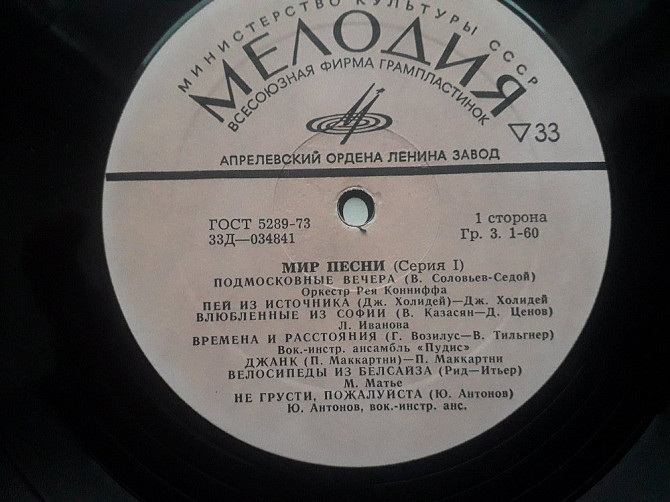 МИНИСТЕРСТВО КУЛЬТУРЫ СССР
МЕЛОДИЯ
ВСЕСОЮЗНАЯ ФИРМА ГРАМПЛАСТИНОК
▽33
АПРЕЛЕВСКИЙ ОРДЕНА ЛЕНИНА ЗАВОД
ГОСТ 5289-73
33Д—034841
1 сторона
Гр. 3. 1-60
МИР ПЕСНИ (Серия I)
ПОДМОСКОВНЫЕ ВЕЧЕРА (В. Соловьев-Седой)
Оркестр Рея Конниффа
ПЕЙ ИЗ ИСТОЧНИКА (Дж. Холидей)—Дж. Холидей
ВЛЮБЛЕННЫЕ ИЗ СОФИИ (В. Казасян—Д. Ценов)
Л. Иванова
ВРЕМЕНА И РАССТОЯНИЯ (Г. Возилус—В. Тильгнер)
Вок.-инстр. ансамбль «Пудис»
ДЖАНК (П. Маккартни)—П. Маккартни
ВЕЛОСИПЕДЫ ИЗ БЕЛСАЙЗА (Рид—Итьер)
М. Матье
НЕ ГРУСТИ, ПОЖАЛУЙСТА (Ю. Антонов)
Ю. Антонов, вок.-инстр. анс.